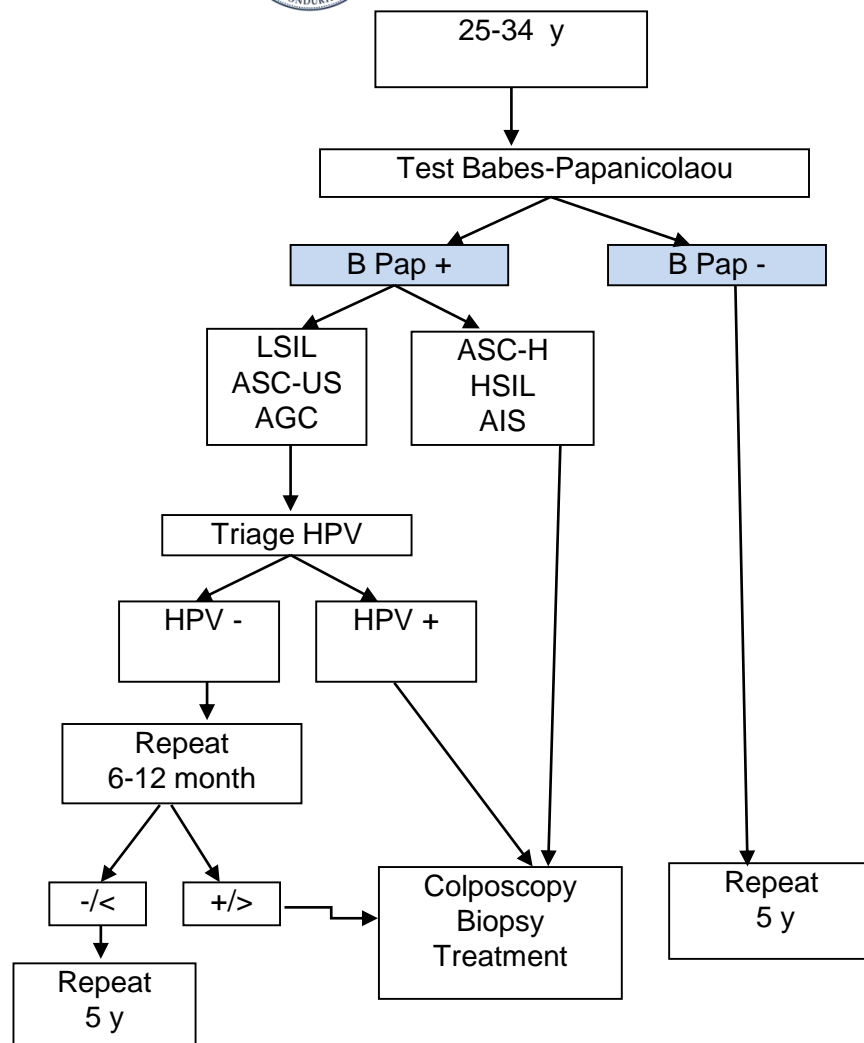 25-34 y
Test Babes-Papanicolaou
B Pap +
B Pap -
LSIL
ASC-US
AGC
ASC-H
HSIL
AIS
Triage HPV
HPV -
HPV +
Repeat
6-12 month
-/<
+/>
Colposcopy
Biopsy
Treatment
Repeat
5 y
Repeat
5 y